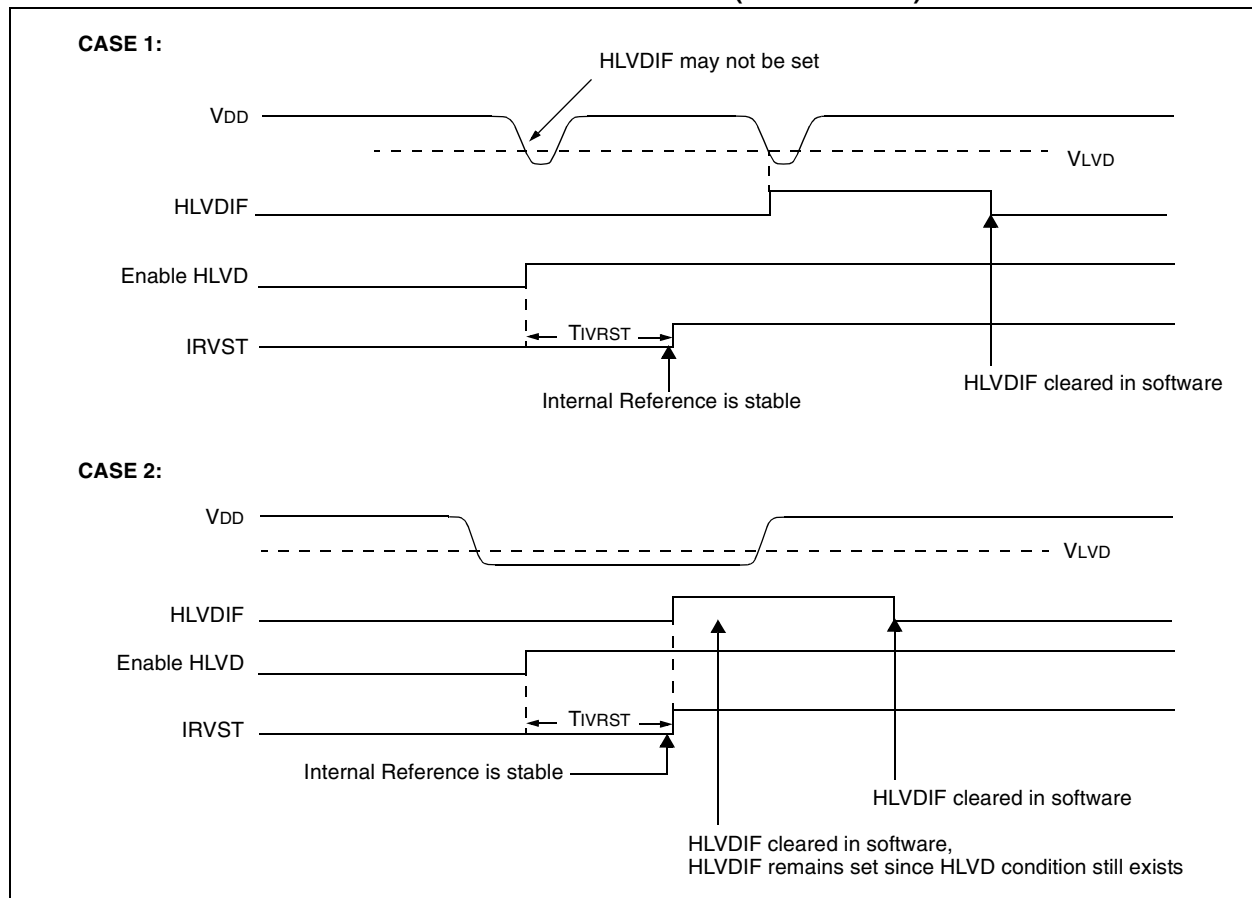 CASE 1:
HLVDIF may not be set
VDD
VLVD
HLVDIF
Enable HLVD
TIVRST
IRVST
HLVDIF cleared in software
Internal Reference is stable
CASE 2:
VDD
VLVD
HLVDIF
Enable HLVD
TIVRST
IRVST
Internal Reference is stable
HLVDIF cleared in software
HLVDIF cleared in software,
HLVDIF remains set since HLVD condition still exists